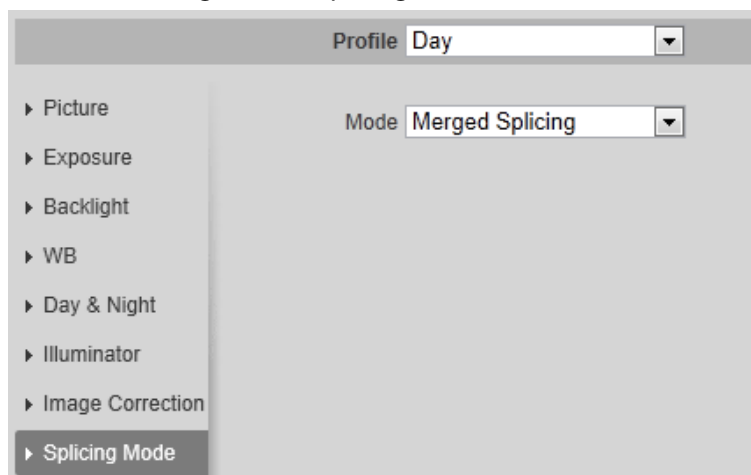 Profile Day
Picture
Mode Merged Splicing
Exposure
Backlight
WB
Day & Night
Illuminator
Image Correction
Splicing Mode